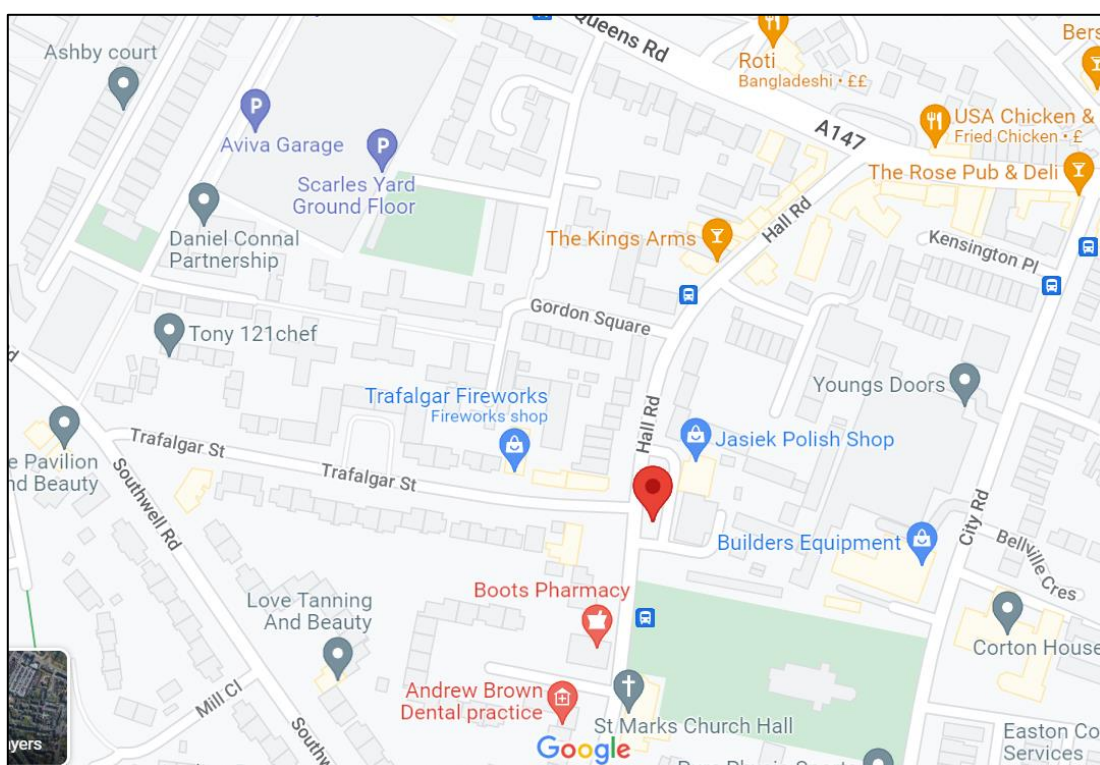 Queens Rd
Ashby court
Roti
Bangladeshi • ££
Bers
P
Aviva Garage
P
Scarles Yard
Ground Floor
A147
USA Chicken &
Fried Chicken • £
The Rose Pub & Deli
Daniel Connal
Partnership
The Kings Arms
Hall Rd
Kensington Pl
Gordon Square
Tony 121chef
Trafalgar Fireworks
Fireworks shop
Youngs Doors
Hall Rd
Jasiek Polish Shop
Trafalgar St
Trafalgar St
e Pavilion
nd Beauty
Southwell Rd
City Rd
Builders Equipment
Bellville Cres
Boots Pharmacy
Love Tanning
And Beauty
Corton House
Mill Cl
Andrew Brown
Dental practice
St Marks Church Hall
Southw
Easton Co
Services
Google
ayers